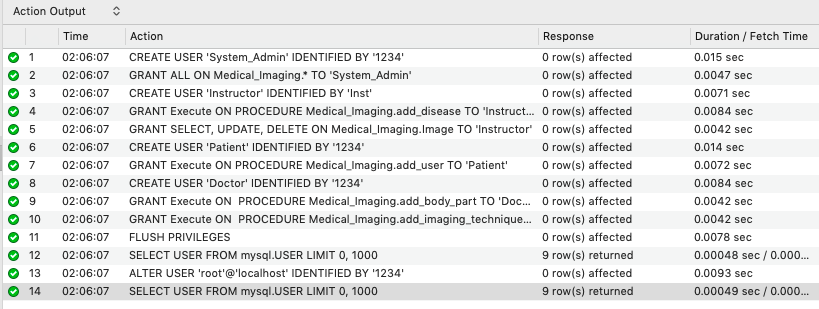 Action Output
Time Action Response Duration / Fetch Time
1 02:06:07 CREATE USER 'System_Admin' IDENTIFIED BY '1234' 0 row(s) affected 0.015 sec
2 02:06:07 GRANT ALL ON Medical_Imaging.* TO 'System_Admin' 0 row(s) affected 0.0047 sec
3 02:06:07 CREATE USER 'Instructor' IDENTIFIED BY 'Inst' 0 row(s) affected 0.0071 sec
4 02:06:07 GRANT Execute ON PROCEDURE Medical_Imaging.add_disease TO 'Instruct... 0 row(s) affected 0.0084 sec
5 02:06:07 GRANT SELECT, UPDATE, DELETE ON Medical_Imaging.Image TO 'Instructor' 0 row(s) affected 0.0042 sec
6 02:06:07 CREATE USER 'Patient' IDENTIFIED BY '1234' 0 row(s) affected 0.014 sec
7 02:06:07 GRANT Execute ON PROCEDURE Medical_Imaging.add_user TO 'Patient' 0 row(s) affected 0.0072 sec
8 02:06:07 CREATE USER 'Doctor' IDENTIFIED BY '1234' 0 row(s) affected 0.0084 sec
9 02:06:07 GRANT Execute ON  PROCEDURE Medical_Imaging.add_body_part TO 'Doc... 0 row(s) affected 0.0042 sec
10 02:06:07 GRANT Execute ON  PROCEDURE Medical_Imaging.add_imaging_technique... 0 row(s) affected 0.0042 sec
11 02:06:07 FLUSH PRIVILEGES 0 row(s) affected 0.0078 sec
12 02:06:07 SELECT USER FROM mysql.USER LIMIT 0, 1000 9 row(s) returned 0.00048 sec / 0.000...
13 02:06:07 ALTER USER 'root'@'localhost' IDENTIFIED BY '1234' 0 row(s) affected 0.0093 sec
14 02:06:07 SELECT USER FROM mysql.USER LIMIT 0, 1000 9 row(s) returned 0.00049 sec / 0.000...